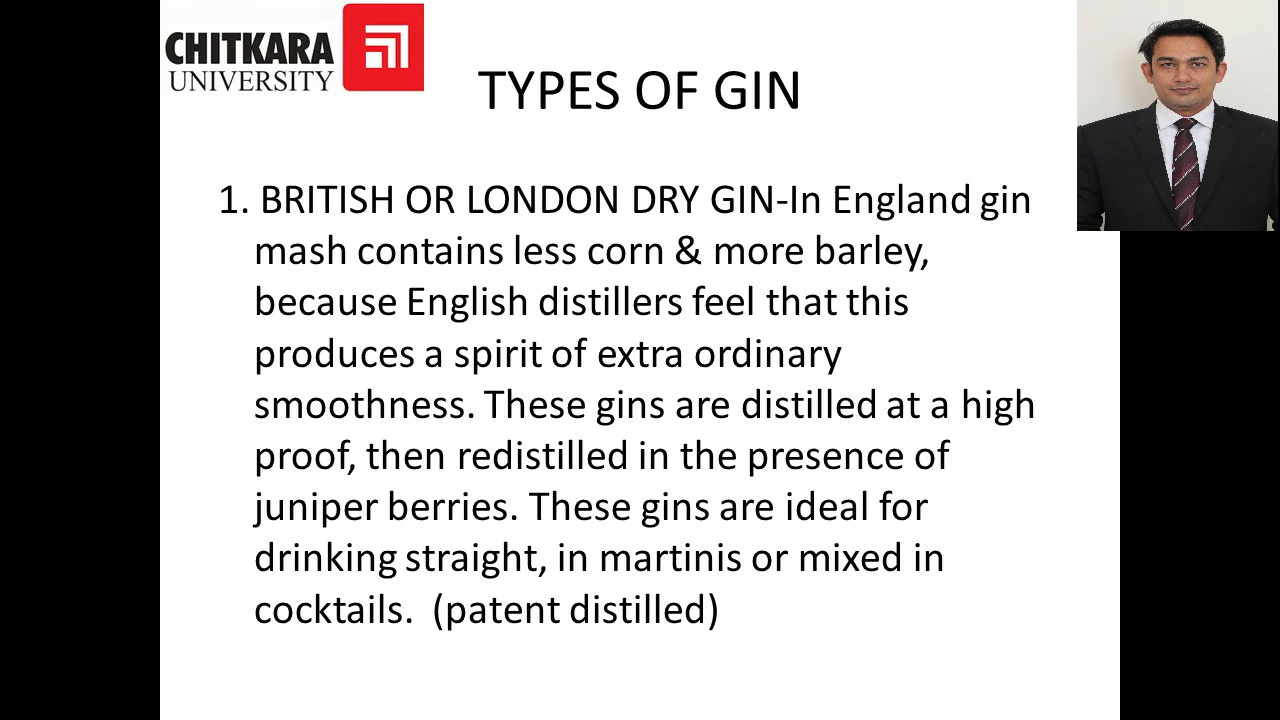 CHITKARA
UNIVERSITY
TYPES OF GIN
1. BRITISH OR LONDON DRY GIN-In England gin
mash contains less corn & more barley,
because English distillers feel that this
produces a spirit of extra ordinary
smoothness. These gins are distilled at a high
proof, then redistilled in the presence of
juniper berries. These gins are ideal for
drinking straight, in martinis or mixed in
cocktails.  (patent distilled)